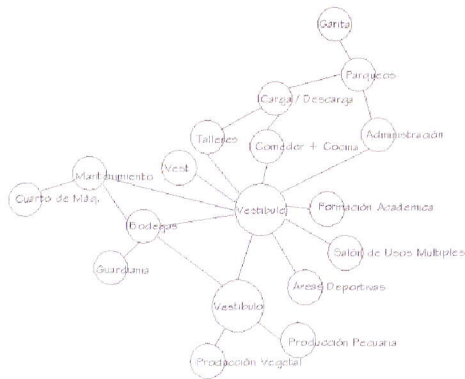 Garita
Parqueos
Carga / Descarga
Talleres
Comedor + Cocina
Administración
Vest
Mantenimiento
Cuarto de Máq.
Vestibulo
Formación Academica
Bodegas
Salón de Usos Multiples
Guardiania
Areas Deportivas
Vestibulo
Producción Pecuaria
Producción Vegetal